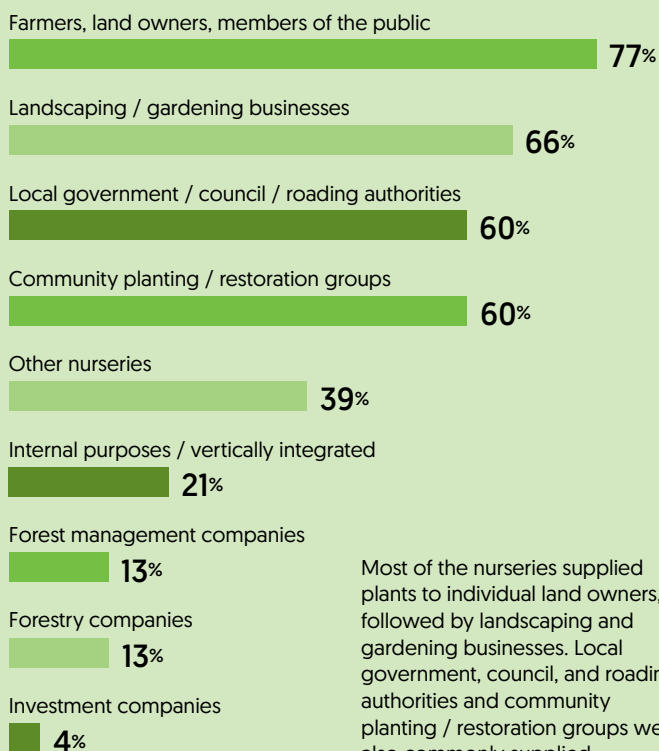 Farmers, land owners, members of the public
77%
Landscaping / gardening businesses
66%
Local government / council / roading authorities
60%
Community planting / restoration groups
60%
Other nurseries
39%
Internal purposes / vertically integrated
21%
Forest management companies
13%
Forestry companies
13%
Investment companies
4%
Most of the nurseries supplied
plants to individual land owners,
followed by landscaping and
gardening businesses. Local
government, council, and
authorities and community
planting / restoration groups
also commonly supplied